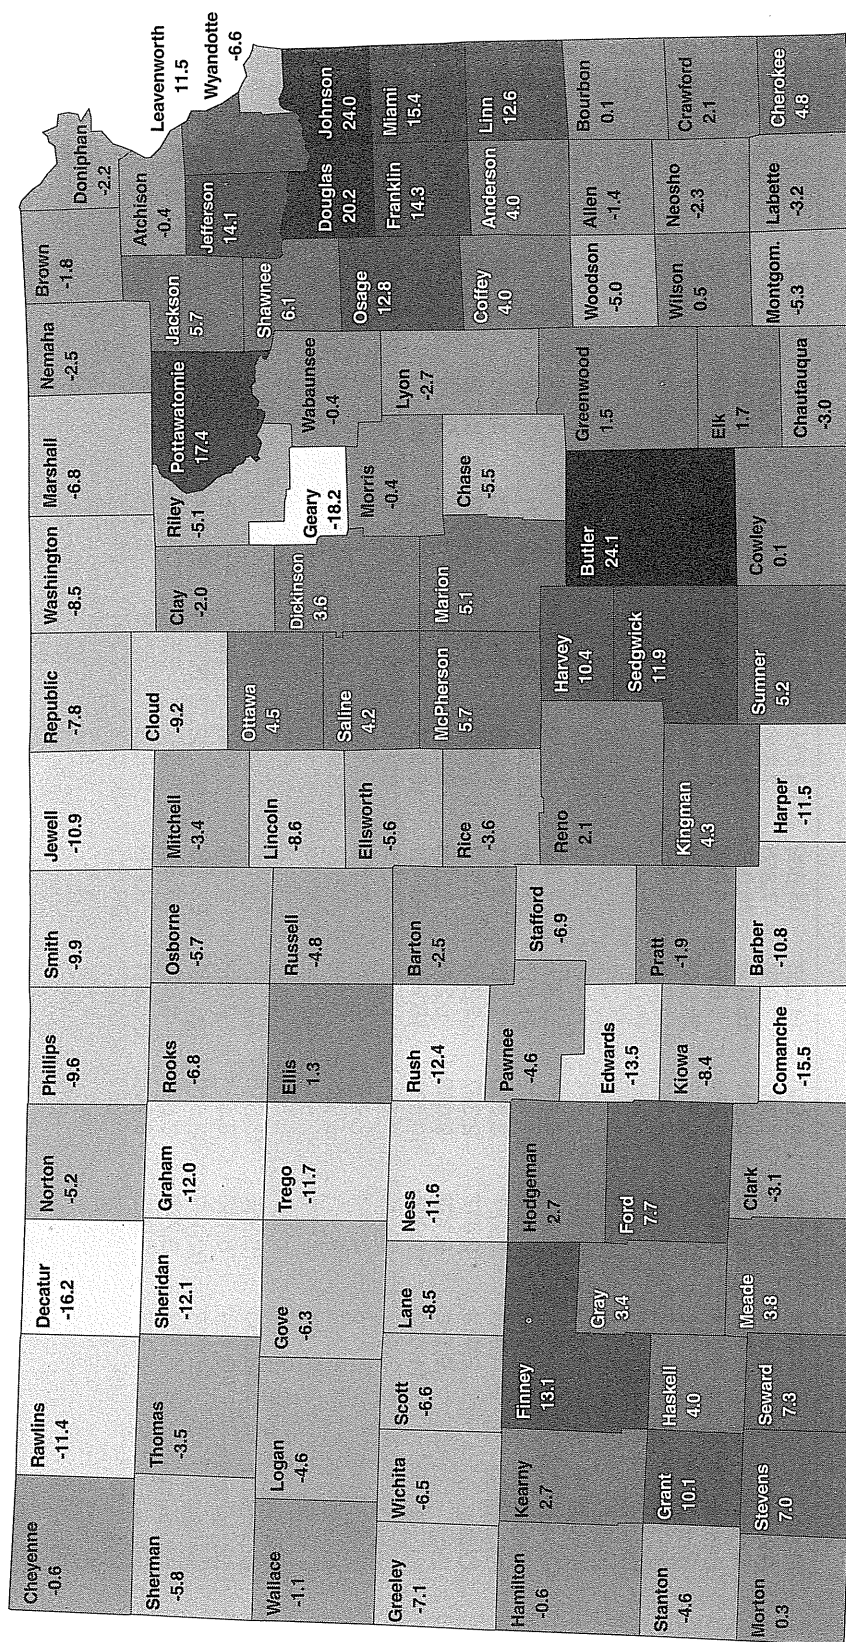 Cheyenne
-0.6
Rawlins
-11.4
Decatur
-16.2
Norton
-5.2
Phillips
-9.6
Smith
-9.9
Jewell
-10.9
Republic
-7.8
Washington
-8.5
Marshall
-6.8
Nemaha
-2.5
Brown
-1.8
Doniphan
-2.2
Sherman
-5.8
Thomas
-3.5
Sheridan
-12.1
Graham
-12.0
Rooks
-6.8
Osborne
-5.7
Mitchell
-3.4
Cloud
-9.2
Clay
-2.0
Riley
-5.1
Pottawatomie
17.4
Jackson
5.7
Atchison
-0.4
Jefferson
14.1
Leavenworth
11.5
Wyandotte
-6.6
Wallace
-1.1
Logan
-4.6
Gove
-6.3
Trego
-11.7
Ellis
1.3
Russell
-4.8
Lincoln
-8.6
Ottawa
4.5
Dickinson
3.6
Geary
-18.2
Wabaunsee
-0.4
Shawnee
6.1
Douglas
20.2
Johnson
24.0
Ellsworth
-5.6
Saline
4.2
Morris
-0.4
Lyon
-2.7
Osage
12.8
Franklin
14.3
Miami
15.4
Greeley
-7.1
Wichita
-6.5
Scott
-6.6
Lane
-8.5
Ness
-11.6
Rush
-12.4
Barton
-2.5
Rice
-3.6
McPherson
5.7
Marion
5.1
Chase
-5.5
Coffey
4.0
Anderson
4.0
Linn
12.6
Hamilton
-0.6
Kearny
2.7
Finney
13.1
Hodgeman
2.7
Pawnee
-4.6
Stafford
-6.9
Reno
2.1
Harvey
10.4
Butler
24.1
Greenwood
1.5
Woodson
-5.0
Allen
-1.4
Bourbon
0.1
Gray
3.4
Ford
7.7
Edwards
-13.5
Sedgwick
11.9
Stanton
-4.6
Grant
10.1
Haskell
4.0
Kiowa
-8.4
Pratt
-1.9
Kingman
4.3
Elk
1.7
Wilson
0.5
Neosho
-2.3
Crawford
2.1
Morton
0.3
Stevens
7.0
Seward
7.3
Meade
3.8
Clark
-3.1
Comanche
-15.5
Barber
-10.8
Harper
-11.5
Sumner
5.2
Cowley
0.1
Chautauqua
-3.0
Montgom.
-5.3
Labette
-3.2
Cherokee
4.8